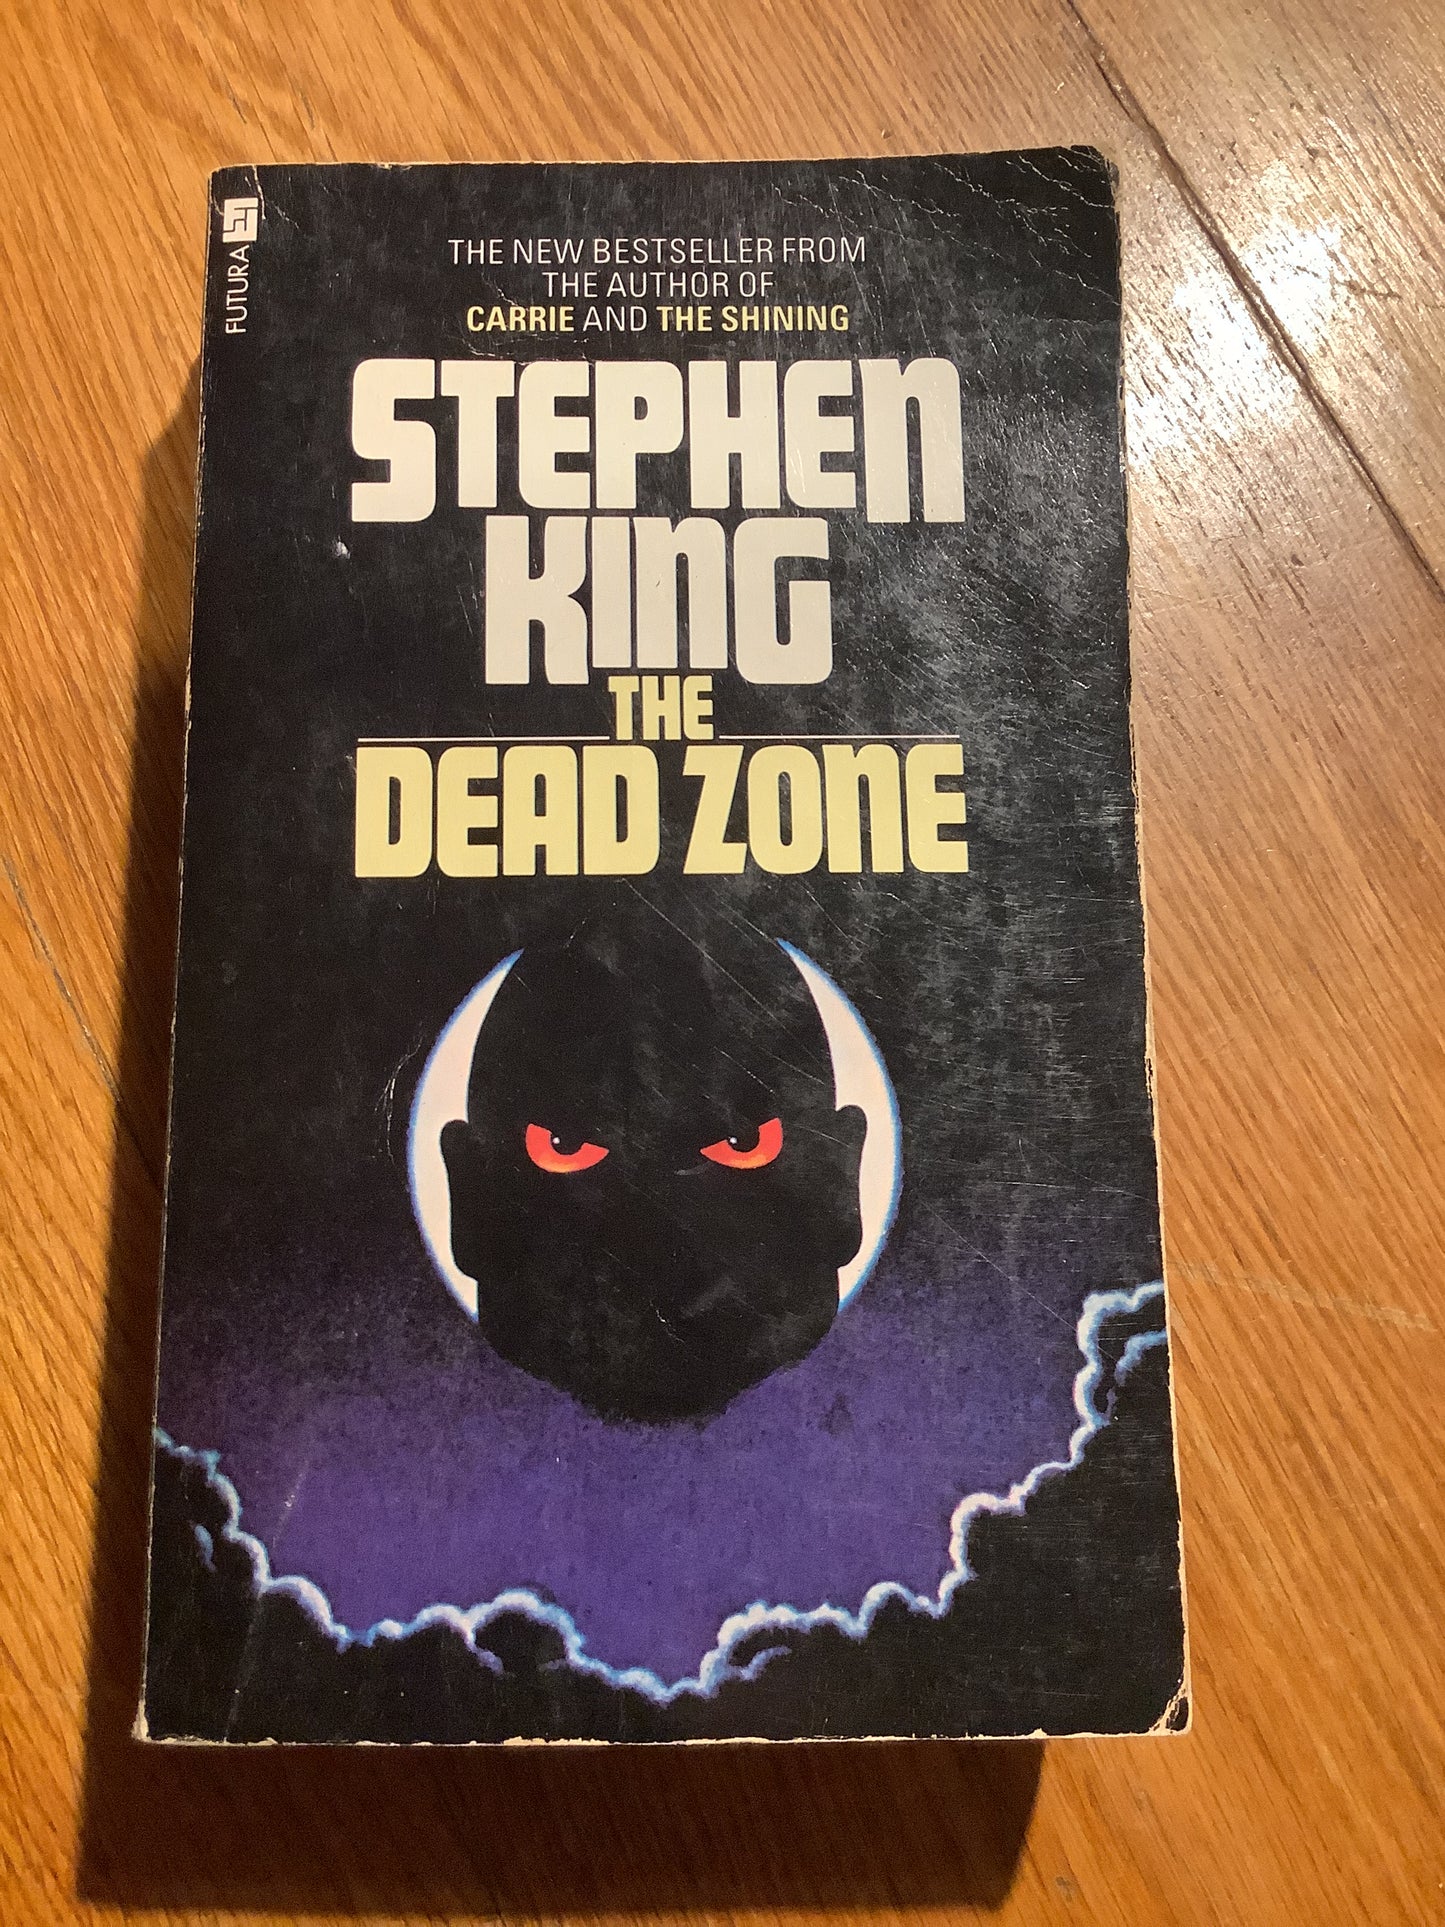 FUTURA
THE NEW BESTSELLER FROM
THE AUTHOR OF
CARRIE AND THE SHINING
STEPHEN
KING
THE
DEAD ZONE